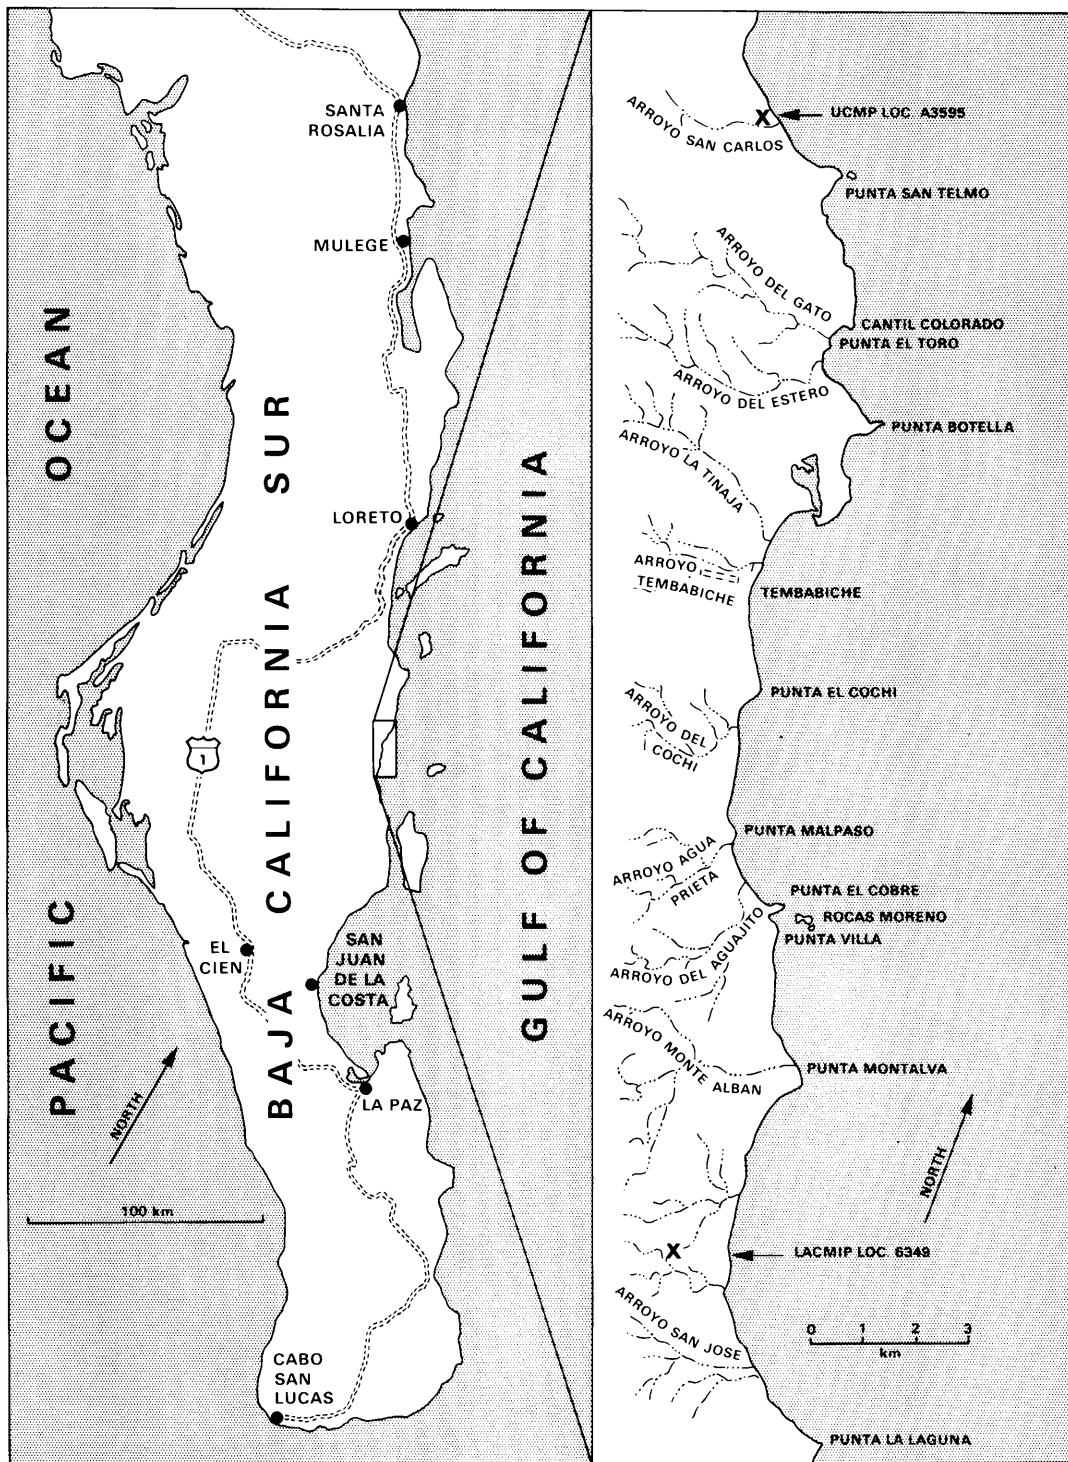 SANTA
ROSALIA
MULEGE
LORETO
1
EL
CIEN
SAN
JUAN
DE LA
COSTA
LA PAZ
CABO
SAN
LUCAS
PACIFIC OCEAN
BAJA CALIFORNIA SUR
GULF OF CALIFORNIA
NORTH
100 km
ARROYO SAN CARLOS
X
UCMP LOC. A3595
PUNTA SAN TELMO
ARROYO DEL GATO
CANTIL COLORADO
PUNTA EL TORO
ARROYO DEL ESTERO
PUNTA BOTELLA
ARROYO LA TINAJA
ARROYO
TEMBABICHE
TEMBABICHE
PUNTA EL COCHI
ARROYO DEL
COCHI
PUNTA MALPASO
ARROYO AGUA
PRIETA
PUNTA EL COBRE
ROCAS MORENO
PUNTA VILLA
ARROYO DEL AGUAJITO
ARROYO MONTE
ALBAN
PUNTA MONTALVA
NORTH
X
LACMIP LOC. 6349
ARROYO SAN JOSE
0 1 2 3
km
PUNTA LA LAGUNA